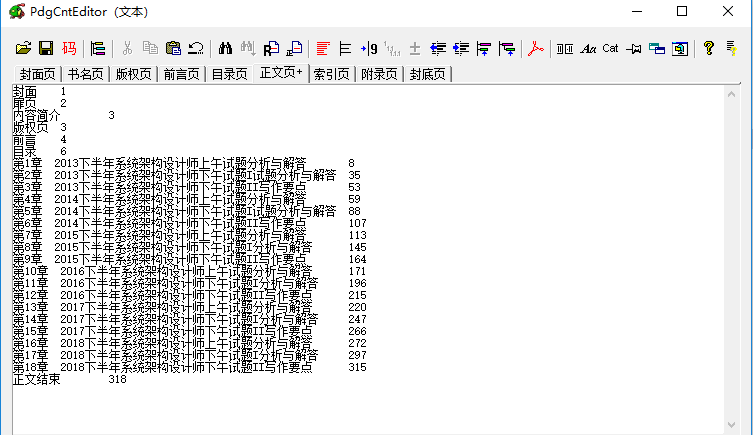 PdgCntEditor (文本)
码 R 9 1/1.1 Aa Cat ?
封面页 书名页 版权页 前言页 目录页 正文页+ 索引页 附录页 封底页
封面 1
扉页 2
内容简介 3
版权页 3
前言 4
目录 6
第1章 2013下半年系统架构设计师上午试题分析与解答 8
第2章 2013下半年系统架构设计师下午试题I试题分析与解答 35
第3章 2013下半年系统架构设计师下午试题II写作要点 53
第4章 2014下半年系统架构设计师上午试题分析与解答 59
第5章 2014下半年系统架构设计师下午试题I试题分析与解答 88
第6章 2014下半年系统架构设计师下午试题II写作要点 107
第7章 2015下半年系统架构设计师上午试题分析与解答 113
第8章 2015下半年系统架构设计师下午试题I分析与解答 145
第9章 2015下半年系统架构设计师下午试题II写作要点 164
第10章 2016下半年系统架构设计师上午试题分析与解答 171
第11章 2016下半年系统架构设计师下午试题I分析与解答 196
第12章 2016下半年系统架构设计师下午试题II写作要点 215
第13章 2017下半年系统架构设计师上午试题分析与解答 220
第14章 2017下半年系统架构设计师下午试题I分析与解答 247
第15章 2017下半年系统架构设计师下午试题II写作要点 266
第16章 2018下半年系统架构设计师上午试题分析与解答 272
第17章 2018下半年系统架构设计师下午试题I分析与解答 297
第18章 2018下半年系统架构设计师下午试题II写作要点 315
正文结束 318